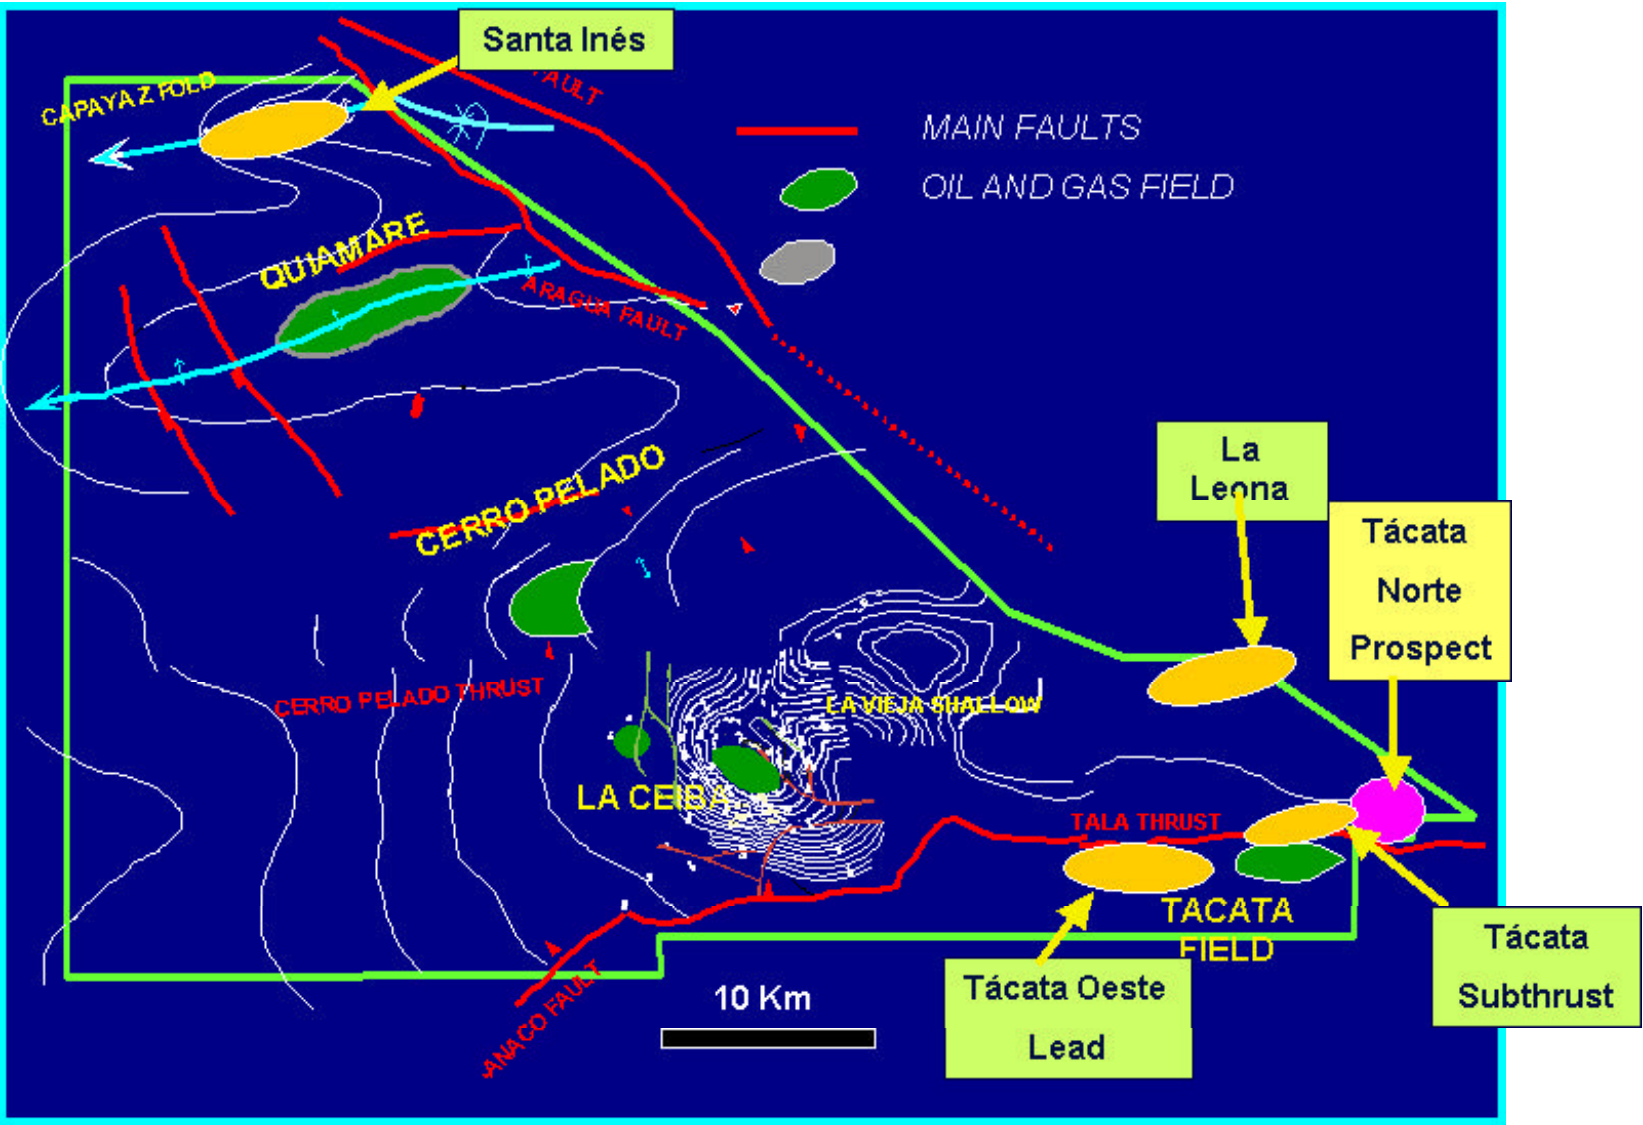 Santa Inés
FAULT
CAPAYA Z FOLD
MAIN FAULTS
OIL AND GAS FIELD
QUIAMARE
ARAGUA FAULT
La
Leona
CERRO PELADO
Tácata
Norte
Prospect
CERRO PELADO THRUST
LA VIEJA SHALLOW
LA CEIBA
TALA THRUST
TACATA
FIELD
Tácata
Subthrust
Tácata Oeste
Lead
10 Km
ANACO FAULT